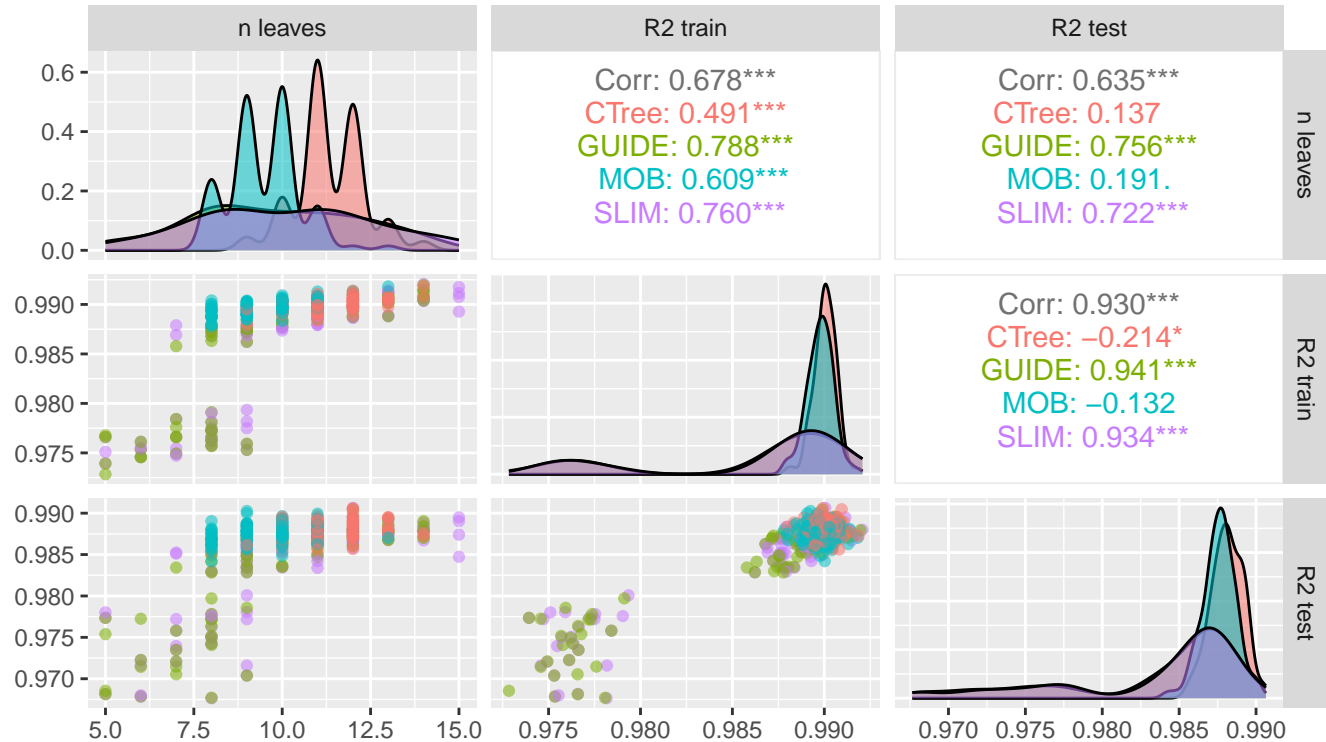 n leaves
R2 train
R2 test
0.6
0.4
0.2
0.0
Corr: 0.678***
CTree: 0.491***
GUIDE: 0.788***
MOB: 0.609***
SLIM: 0.760***
Corr: 0.635***
CTree: 0.137
GUIDE: 0.756***
MOB: 0.191.
SLIM: 0.722***
n leaves
0.990
0.985
0.980
0.975
Corr: 0.930***
CTree: −0.214*
GUIDE: 0.941***
MOB: −0.132
SLIM: 0.934***
R2 train
0.990
0.985
0.980
0.975
0.970
R2 test
5.0 7.5 10.0 12.5 15.0
0.975 0.980 0.985 0.990
0.970 0.975 0.980 0.985 0.990